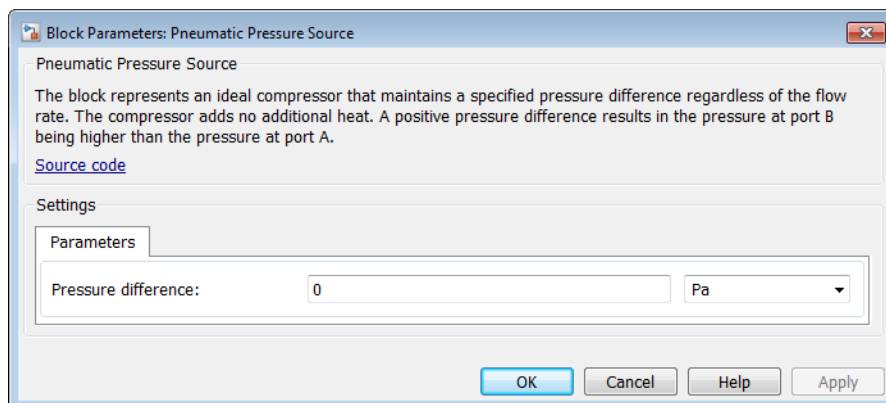 Block Parameters: Pneumatic Pressure Source
Pneumatic Pressure Source
The block represents an ideal compressor that maintains a specified pressure difference regardless of the flow
rate. The compressor adds no additional heat. A positive pressure difference results in the pressure at port B
being higher than the pressure at port A.
Source code
Settings
Parameters
Pressure difference: 0 Pa
OK Cancel Help Apply